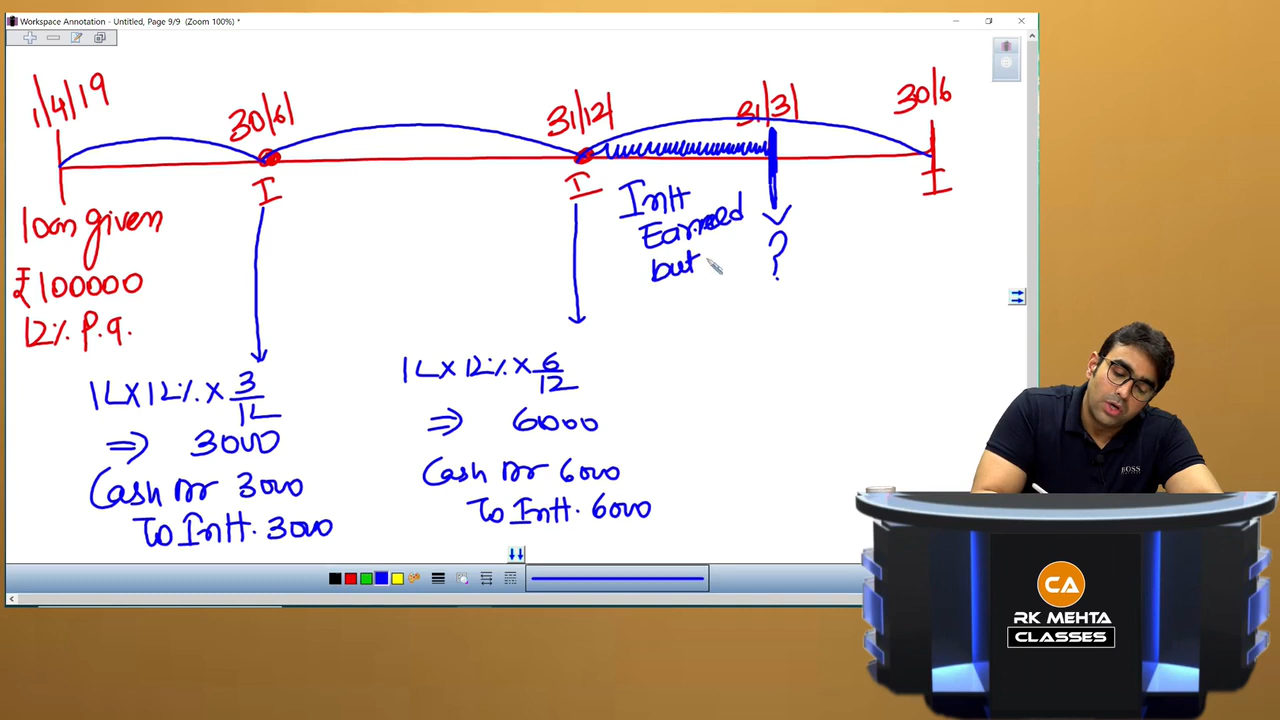 Workspace Annotation - Untitled, Page 9/9 (Zoom 100%) *
1/4/19
30/6
31/12
31/3
30/6
I
I
I
loan given
₹100000
12% P.a.
Intt
Earned
but
?
1L×12%×3/12
⇒ 3000
Cash Dr 3000
To Intt. 3000
1L×12%×6/12
⇒ 6000
Cash Dr 6000
To Intt. 6000
BOSS
CA
RK MEHTA
CLASSES